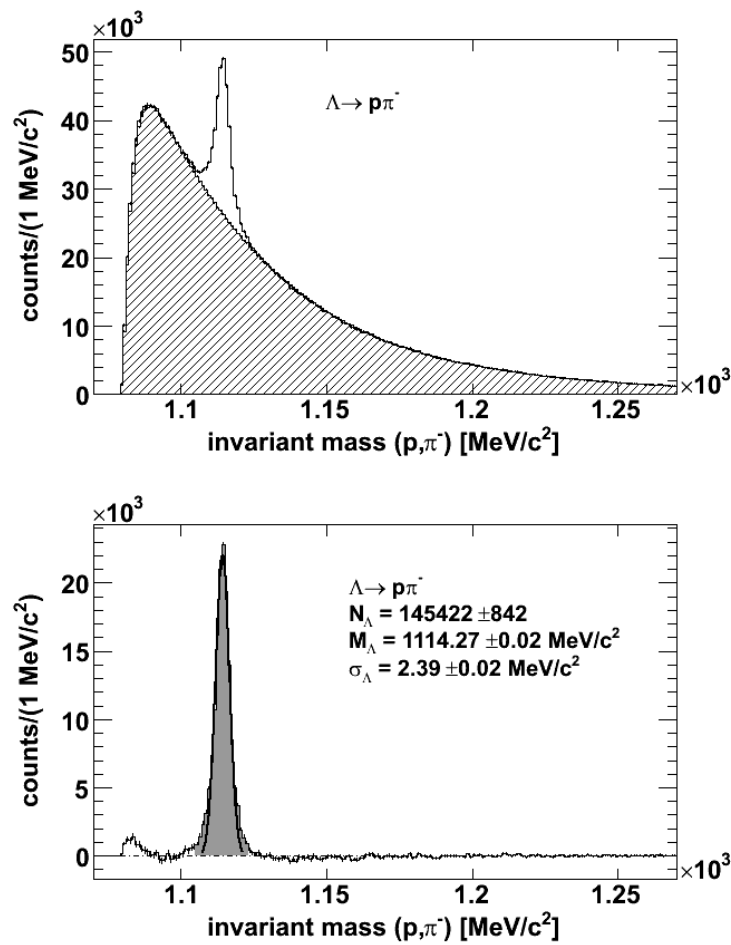 ×10³
50
40
30
20
10
0
counts/(1 MeV/c²)
Λ→ pπ⁻
1.1
1.15
1.2
1.25
×10³
invariant mass (p,π⁻) [MeV/c²]
×10³
20
15
10
5
0
counts/(1 MeV/c²)
Λ→ pπ⁻
N_Λ = 145422 ±842
M_Λ = 1114.27 ±0.02 MeV/c²
σ_Λ = 2.39 ±0.02 MeV/c²
1.1
1.15
1.2
1.25
×10³
invariant mass (p,π⁻) [MeV/c²]